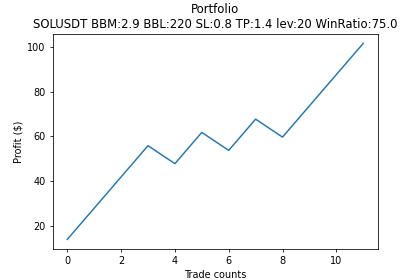 Portfolio
SOLUSDT BBM:2.9 BBL:220 SL:0.8 TP:1.4 lev:20 WinRatio:75.0
100
80
60
40
20
Profit ($)
0 2 4 6 8 10
Trade counts